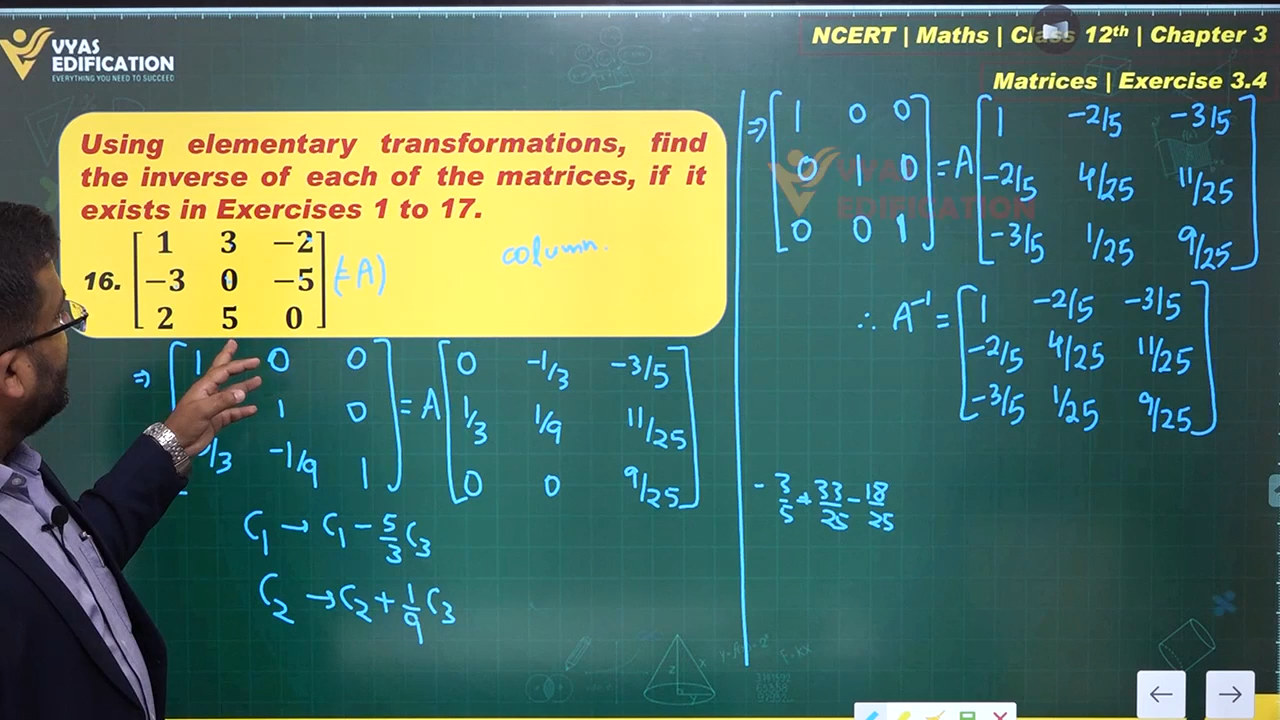 VYAS
EDIFICATION
EVERYTHING YOU NEED TO SUCCEED
NCERT | Maths | Class 12th | Chapter 3
Matrices | Exercise 3.4
Using elementary transformations, find
the inverse of each of the matrices, if it
exists in Exercises 1 to 17.
16. [1 3 −2
−3 0 −5
2 5 0] (=A)
column.
⇒ [1 0 0
1 0
/3 -1/9 1] = A [0 -1/3 -3/5
1/3 1/9 11/25
0 0 9/25]
C1 → C1 - 5/3 C3
C2 → C2 + 1/9 C3
⇒ [1 0 0
0 1 0
0 0 1] = A [1 -2/5 -3/5
-2/5 4/25 11/25
-3/5 1/25 9/25]
∴ A^-1 = [1 -2/5 -3/5
-2/5 4/25 11/25
-3/5 1/25 9/25]
- 3/5 + 33/25 - 18/25
VYAS
EDIFICATION